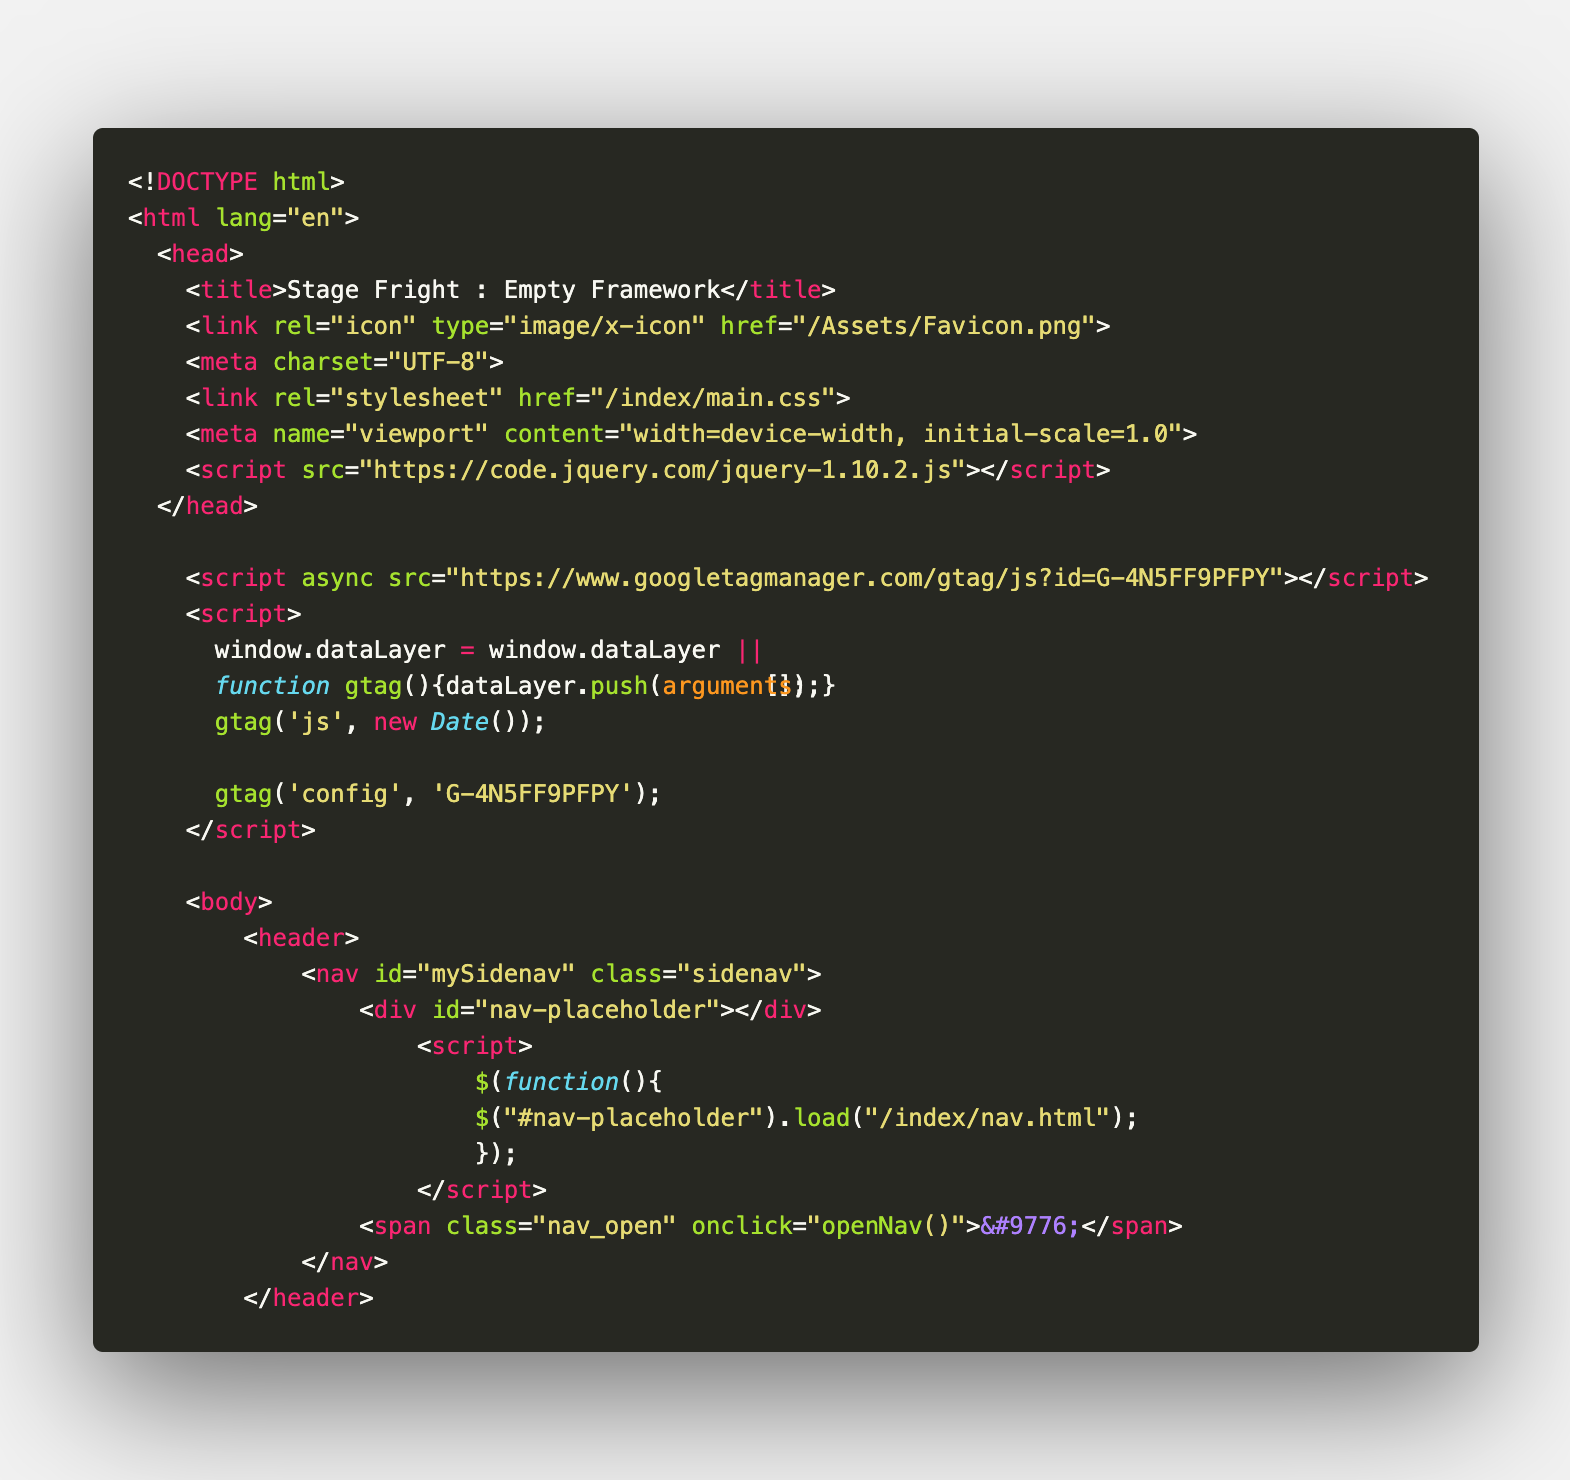 <!DOCTYPE html>
<html lang="en">
<head>
<title>Stage Fright : Empty Framework</title>
<link rel="icon" type="image/x-icon" href="/Assets/Favicon.png">
<meta charset="UTF-8">
<link rel="stylesheet" href="/index/main.css">
<meta name="viewport" content="width=device-width, initial-scale=1.0">
<script src="https://code.jquery.com/jquery-1.10.2.js"></script>
</head>
<script async src="https://www.googletagmanager.com/gtag/js?id=G-4N5FF9PFPY"></script>
<script>
window.dataLayer = window.dataLayer || [];
function gtag(){dataLayer.push(arguments);}
gtag('js', new Date());
gtag('config', 'G-4N5FF9PFPY');
</script>
<body>
<header>
<nav id="mySidenav" class="sidenav">
<div id="nav-placeholder"></div>
<script>
$(function(){
$("#nav-placeholder").load("/index/nav.html");
});
</script>
<span class="nav_open" onclick="openNav()">&#9776;</span>
</nav>
</header>